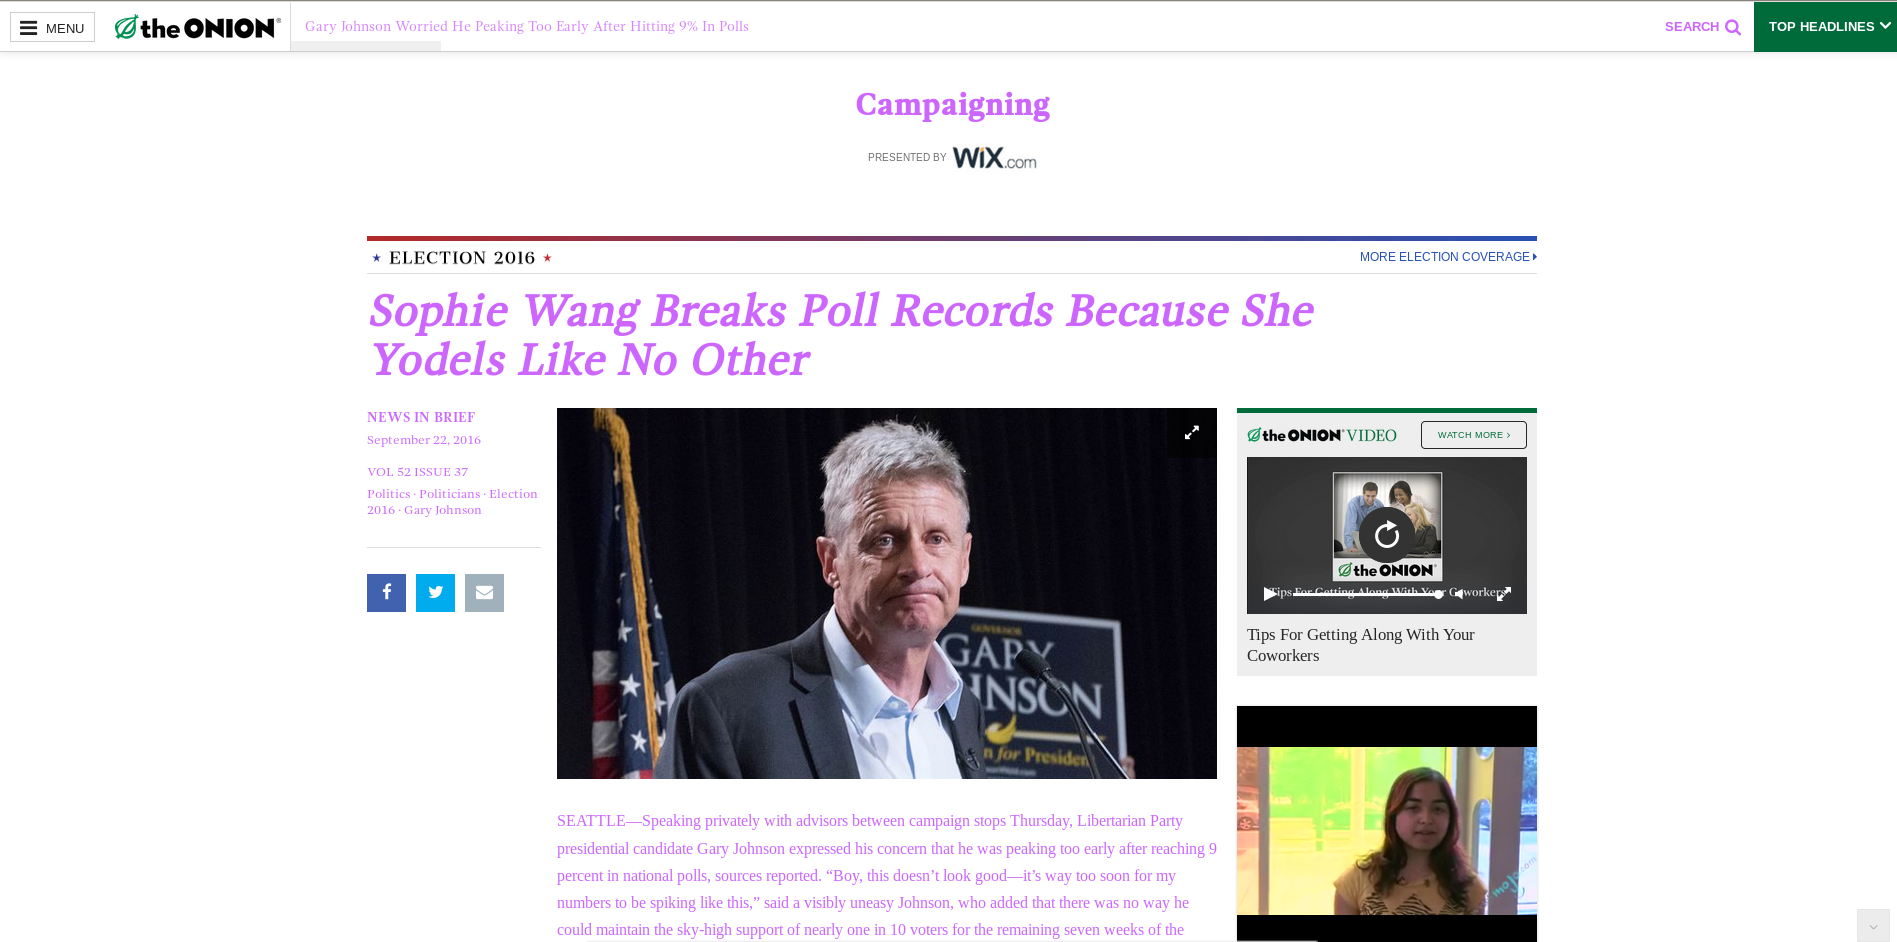 MENU
the ONION®
Gary Johnson Worried He Peaking Too Early After Hitting 9% In Polls
SEARCH
TOP HEADLINES
Campaigning
PRESENTED BY WiX.com
ELECTION 2016
MORE ELECTION COVERAGE
Sophie Wang Breaks Poll Records Because She
Yodels Like No Other
NEWS IN BRIEF
September 22, 2016
VOL 52 ISSUE 37
Politics · Politicians · Election
2016 · Gary Johnson
GOVERNOR
GARY
JOHNSON
for President
SEATTLE—Speaking privately with advisors between campaign stops Thursday, Libertarian Party
presidential candidate Gary Johnson expressed his concern that he was peaking too early after reaching 9
percent in national polls, sources reported. “Boy, this doesn’t look good—it’s way too soon for my
numbers to be spiking like this,” said a visibly uneasy Johnson, who added that there was no way he
could maintain the sky-high support of nearly one in 10 voters for the remaining seven weeks of the
the ONION® VIDEO
WATCH MORE ›
the ONION®
Tips For Getting Along With Your Coworkers
Tips For Getting Along With Your
Coworkers